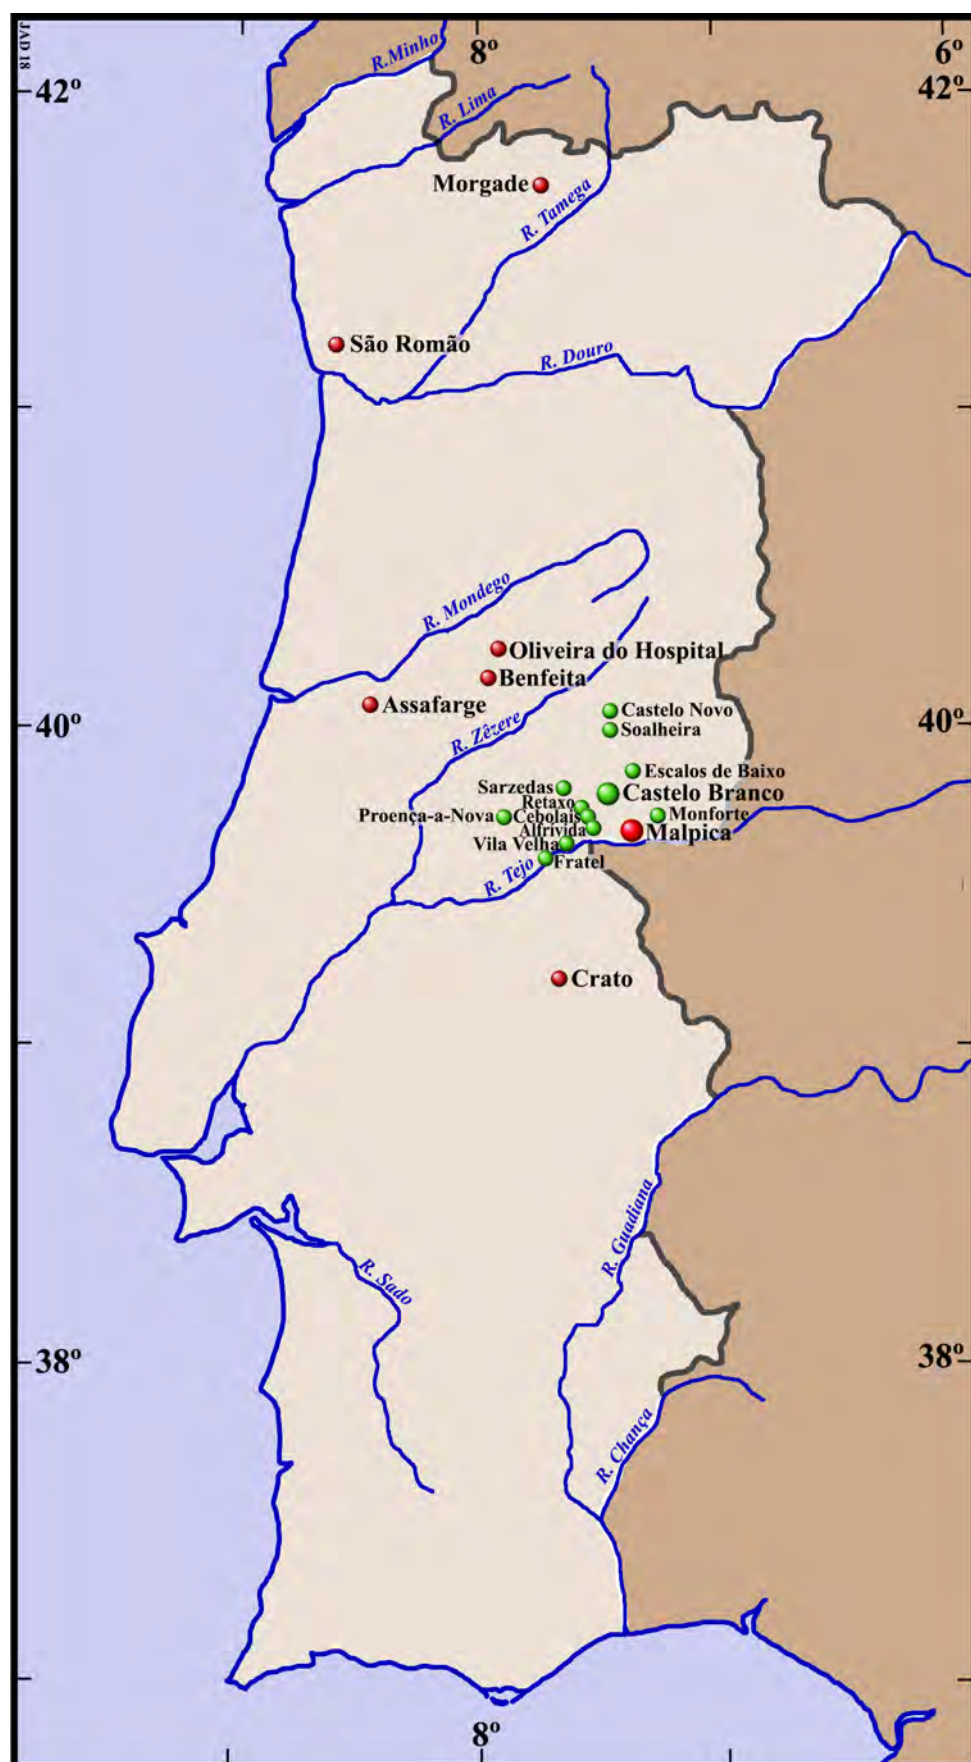 JAD 18
8º
6º
42º
42º
R.Minho
R. Lima
Morgade
R. Tamega
São Romão
R. Douro
R. Mondego
Oliveira do Hospital
Benfeita
Assafarge
Castelo Novo
40º
40º
R. Zêzere
Soalheira
Escalos de Baixo
Sarzedas
Castelo Branco
Retaxo
Proença-a-Nova
Cebolais
Monforte
Alfrívida
Malpica
Vila Velha
Fratel
R. Tejo
Crato
R. Guadiana
R. Sado
38º
38º
R. Chança
8º